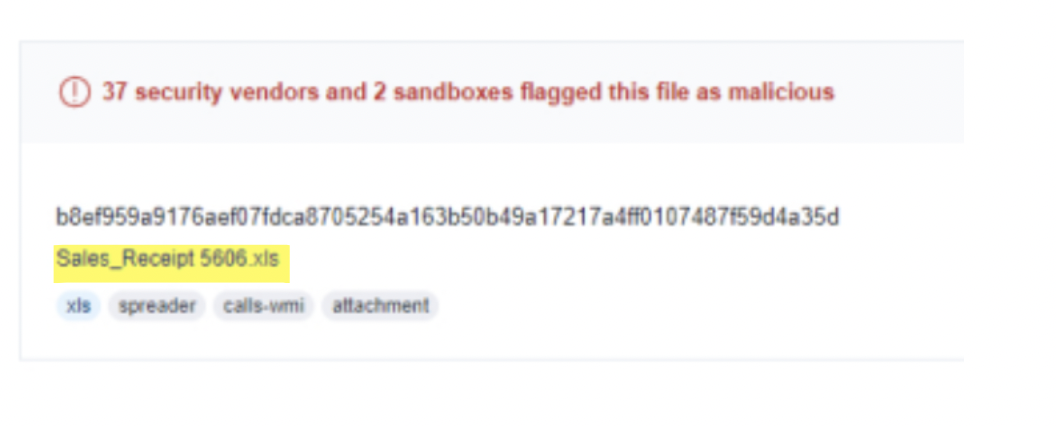 37 security vendors and 2 sandboxes flagged this file as malicious
b8ef959a9176aef07fdca8705254a163b50b49a17217a4ff0107487f59d4a35d
Sales_Receipt 5606.xls
xls spreader calls-wmi attachment